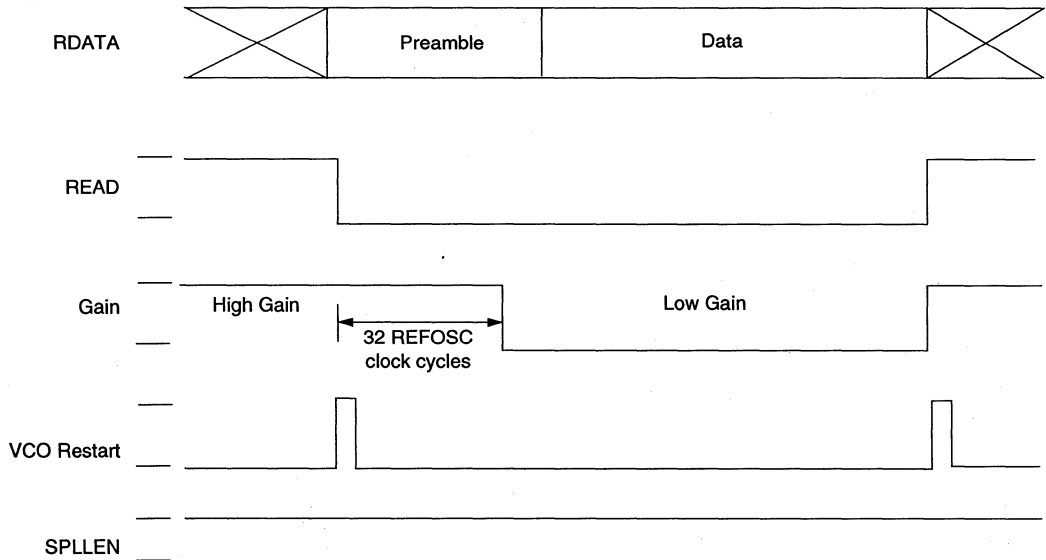 RDATA
Preamble
Data
READ
Gain
High Gain
Low Gain
32 REFOSC
clock cycles
VCO Restart
SPLLEN